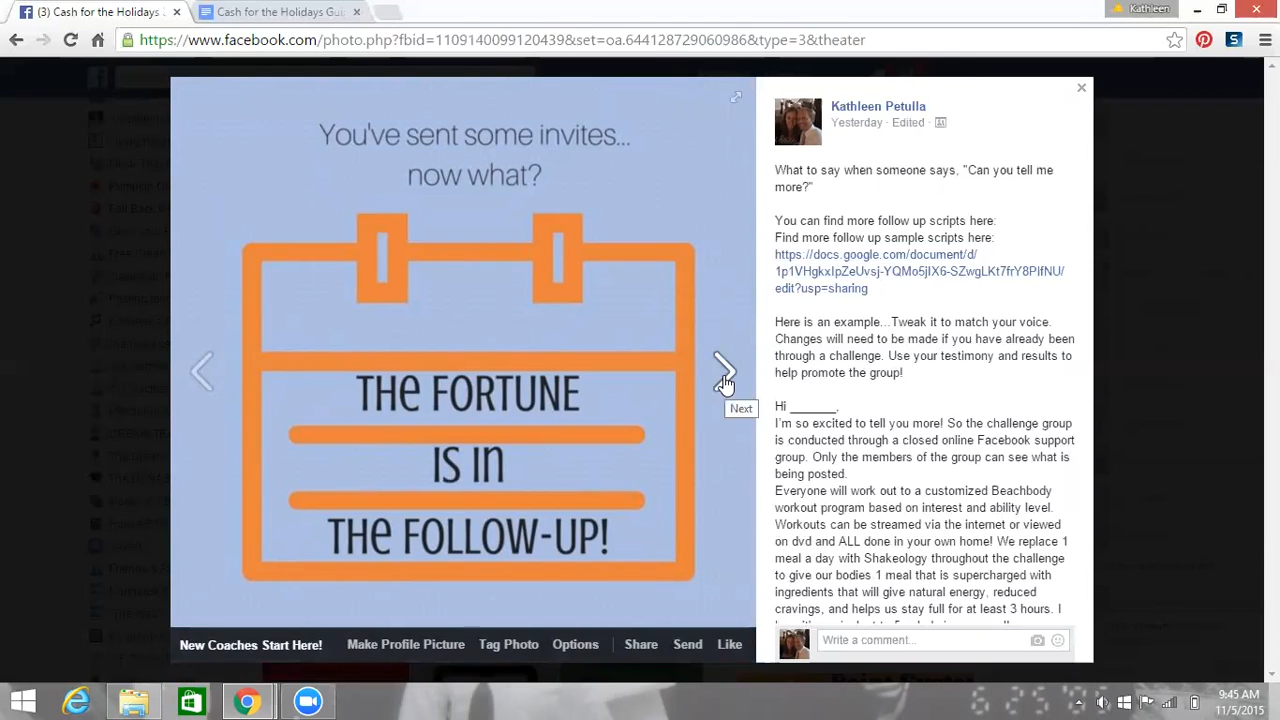 (3) Cash for the Holidays
Cash for the Holidays Gui
Kathleen
https://www.facebook.com/photo.php?fbid=110914009912043​9&set=oa.644128729060986&type=3&theater
You've sent some invites...
now what?
THE FORTUNE
IS IN
THE FOLLOW-UP!
Next
Kathleen Petulla
Yesterday · Edited ·
What to say when someone says, "Can you tell me
more?"
You can find more follow up scripts here:
Find more follow up sample scripts here:
https://docs.google.com/document/d/
1p1VHgkxIpZeUvsj-YQMo5jIX6-SZwgLKt7frY8PlfNU/
edit?usp=sharing
Here is an example...Tweak it to match your voice.
Changes will need to be made if you have already been
through a challenge. Use your testimony and results to
help promote the group!
Hi _______,
I'm so excited to tell you more! So the challenge group
is conducted through a closed online Facebook support
group. Only the members of the group can see what is
being posted.
Everyone will work out to a customized Beachbody
workout program based on interest and ability level.
Workouts can be streamed via the internet or viewed
on dvd and ALL done in your own home! We replace 1
meal a day with Shakeology throughout the challenge
to give our bodies 1 meal that is supercharged with
ingredients that will give natural energy, reduced
cravings, and helps us stay full for at least 3 hours. I
Write a comment...
New Coaches Start Here!
Make Profile Picture
Tag Photo
Options
Share
Send
Like
9:45 AM
11/5/2015